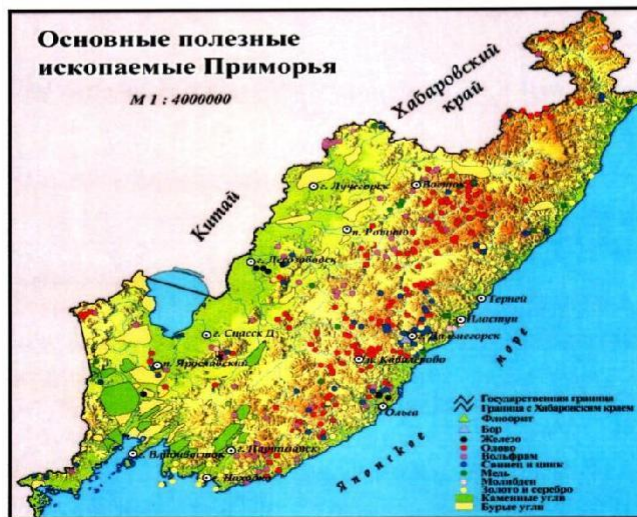 Основные полезные
ископаемые Приморья
М 1 : 4000000
Хабаровский
край
Китай
г. Лучегорск
Восток
п. Рощино
г. Лесозаводск
Терней
Пластун
г. Спасск Д
г. Дальнегорск
п. Ярославский
п. Кавалерово
Ольга
г. Владивосток
г. Партизанск
г. Находка
Японское
море
Государственная граница
Граница с Хабаровским краем
Флюорит
Бор
Железо
Олово
Вольфрам
Свинец и цинк
Медь
Молибден
Золото и серебро
Каменные угли
Бурые угли